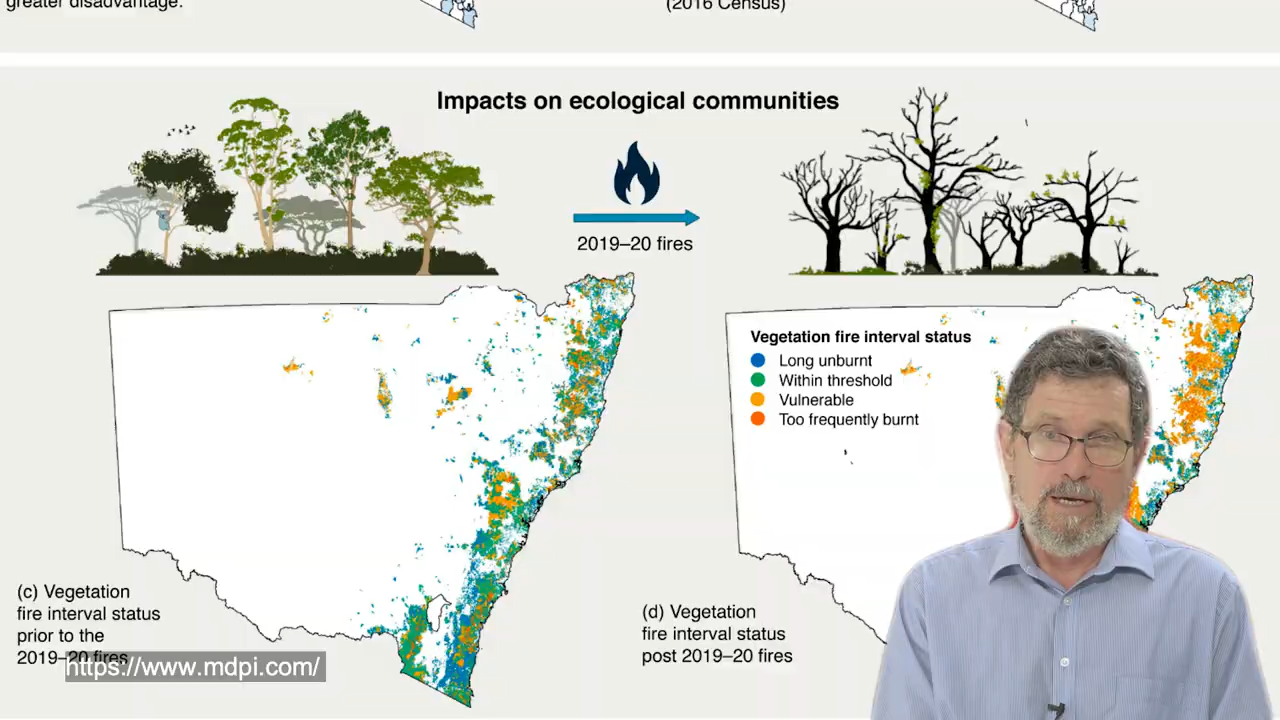 greater disadvantage.
(2016 Census)
Impacts on ecological communities
2019–20 fires
Vegetation fire interval status
Long unburnt
Within threshold
Vulnerable
Too frequently burnt
(c) Vegetation
fire interval status
prior to the
2019–20 fires
https://www.mdpi.com/
(d) Vegetation
fire interval status
post 2019–20 fires